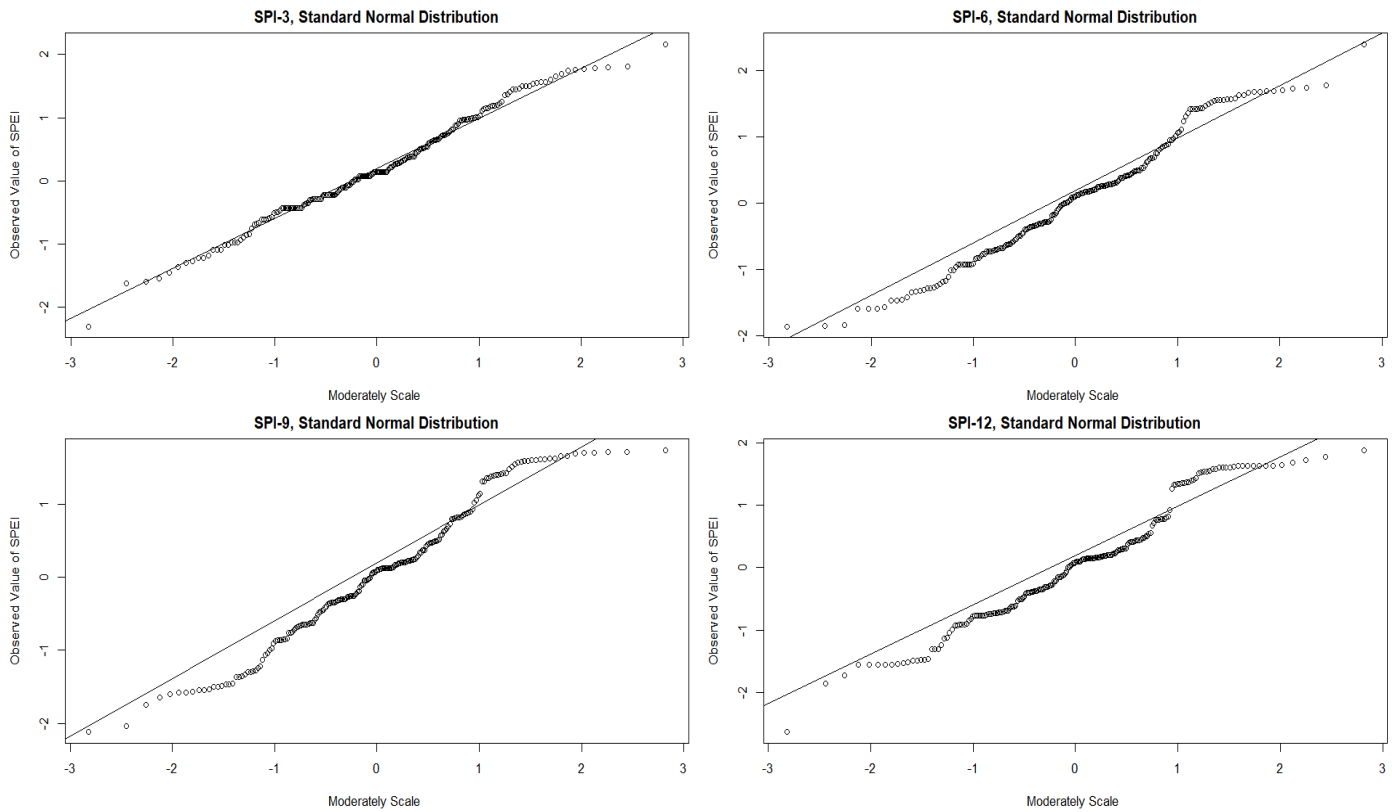 SPI-3, Standard Normal Distribution
Observed Value of SPEI
2
1
0
-1
-2
-3 -2 -1 0 1 2 3
Moderately Scale
SPI-6, Standard Normal Distribution
Observed Value of SPEI
2
1
0
-1
-2
-3 -2 -1 0 1 2 3
Moderately Scale
SPI-9, Standard Normal Distribution
Observed Value of SPEI
1
0
-1
-2
-3 -2 -1 0 1 2 3
Moderately Scale
SPI-12, Standard Normal Distribution
Observed Value of SPEI
2
1
0
-1
-2
-3 -2 -1 0 1 2 3
Moderately Scale